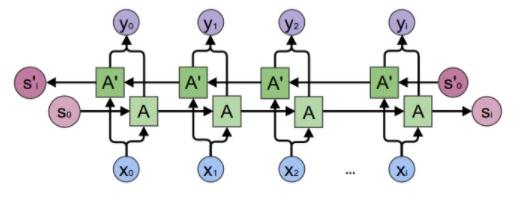 y₀ y₁ y₂ yᵢ
s'ᵢ A' A' A' A' s'₀
s₀ A A A A sᵢ
x₀ x₁ x₂ ... xᵢ